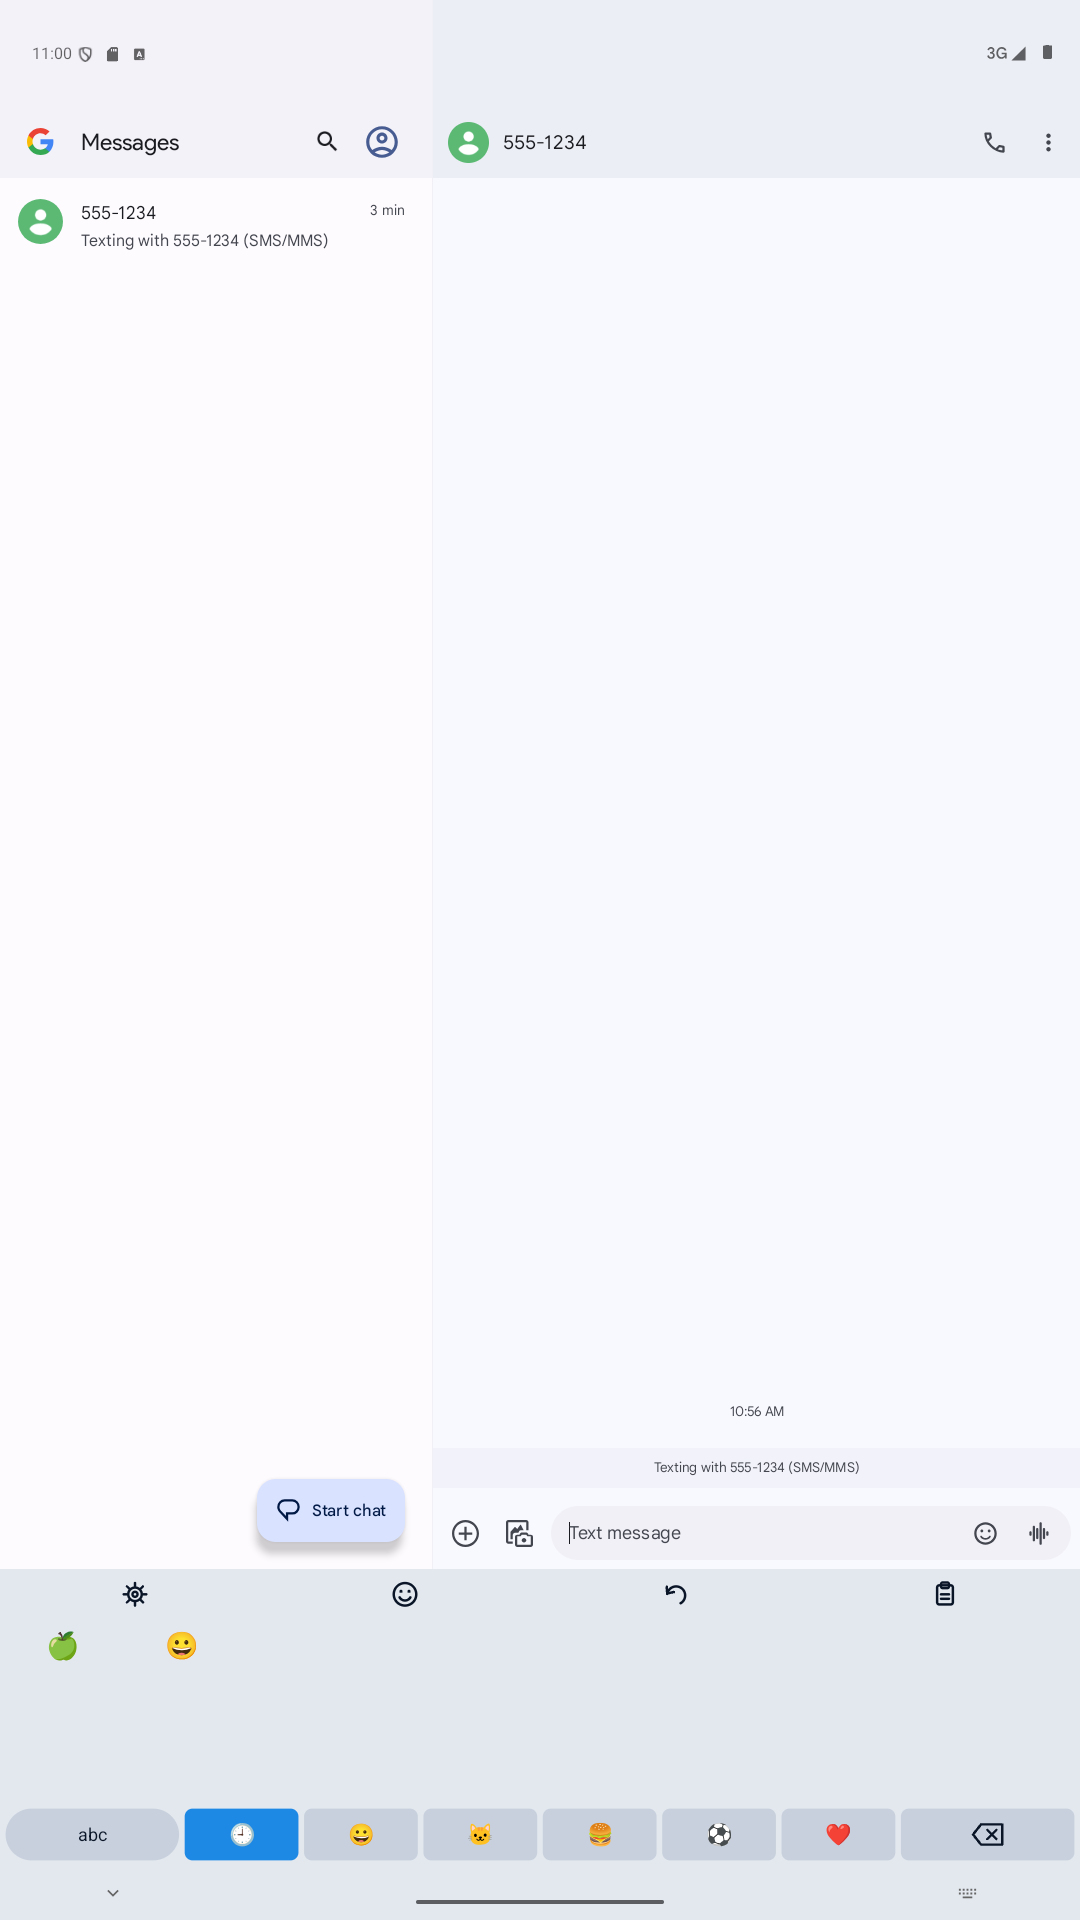 11:00
3G
Messages
555-1234
555-1234
3 min
Texting with 555-1234 (SMS/MMS)
10:56 AM
Texting with 555-1234 (SMS/MMS)
Start chat
Text message
abc